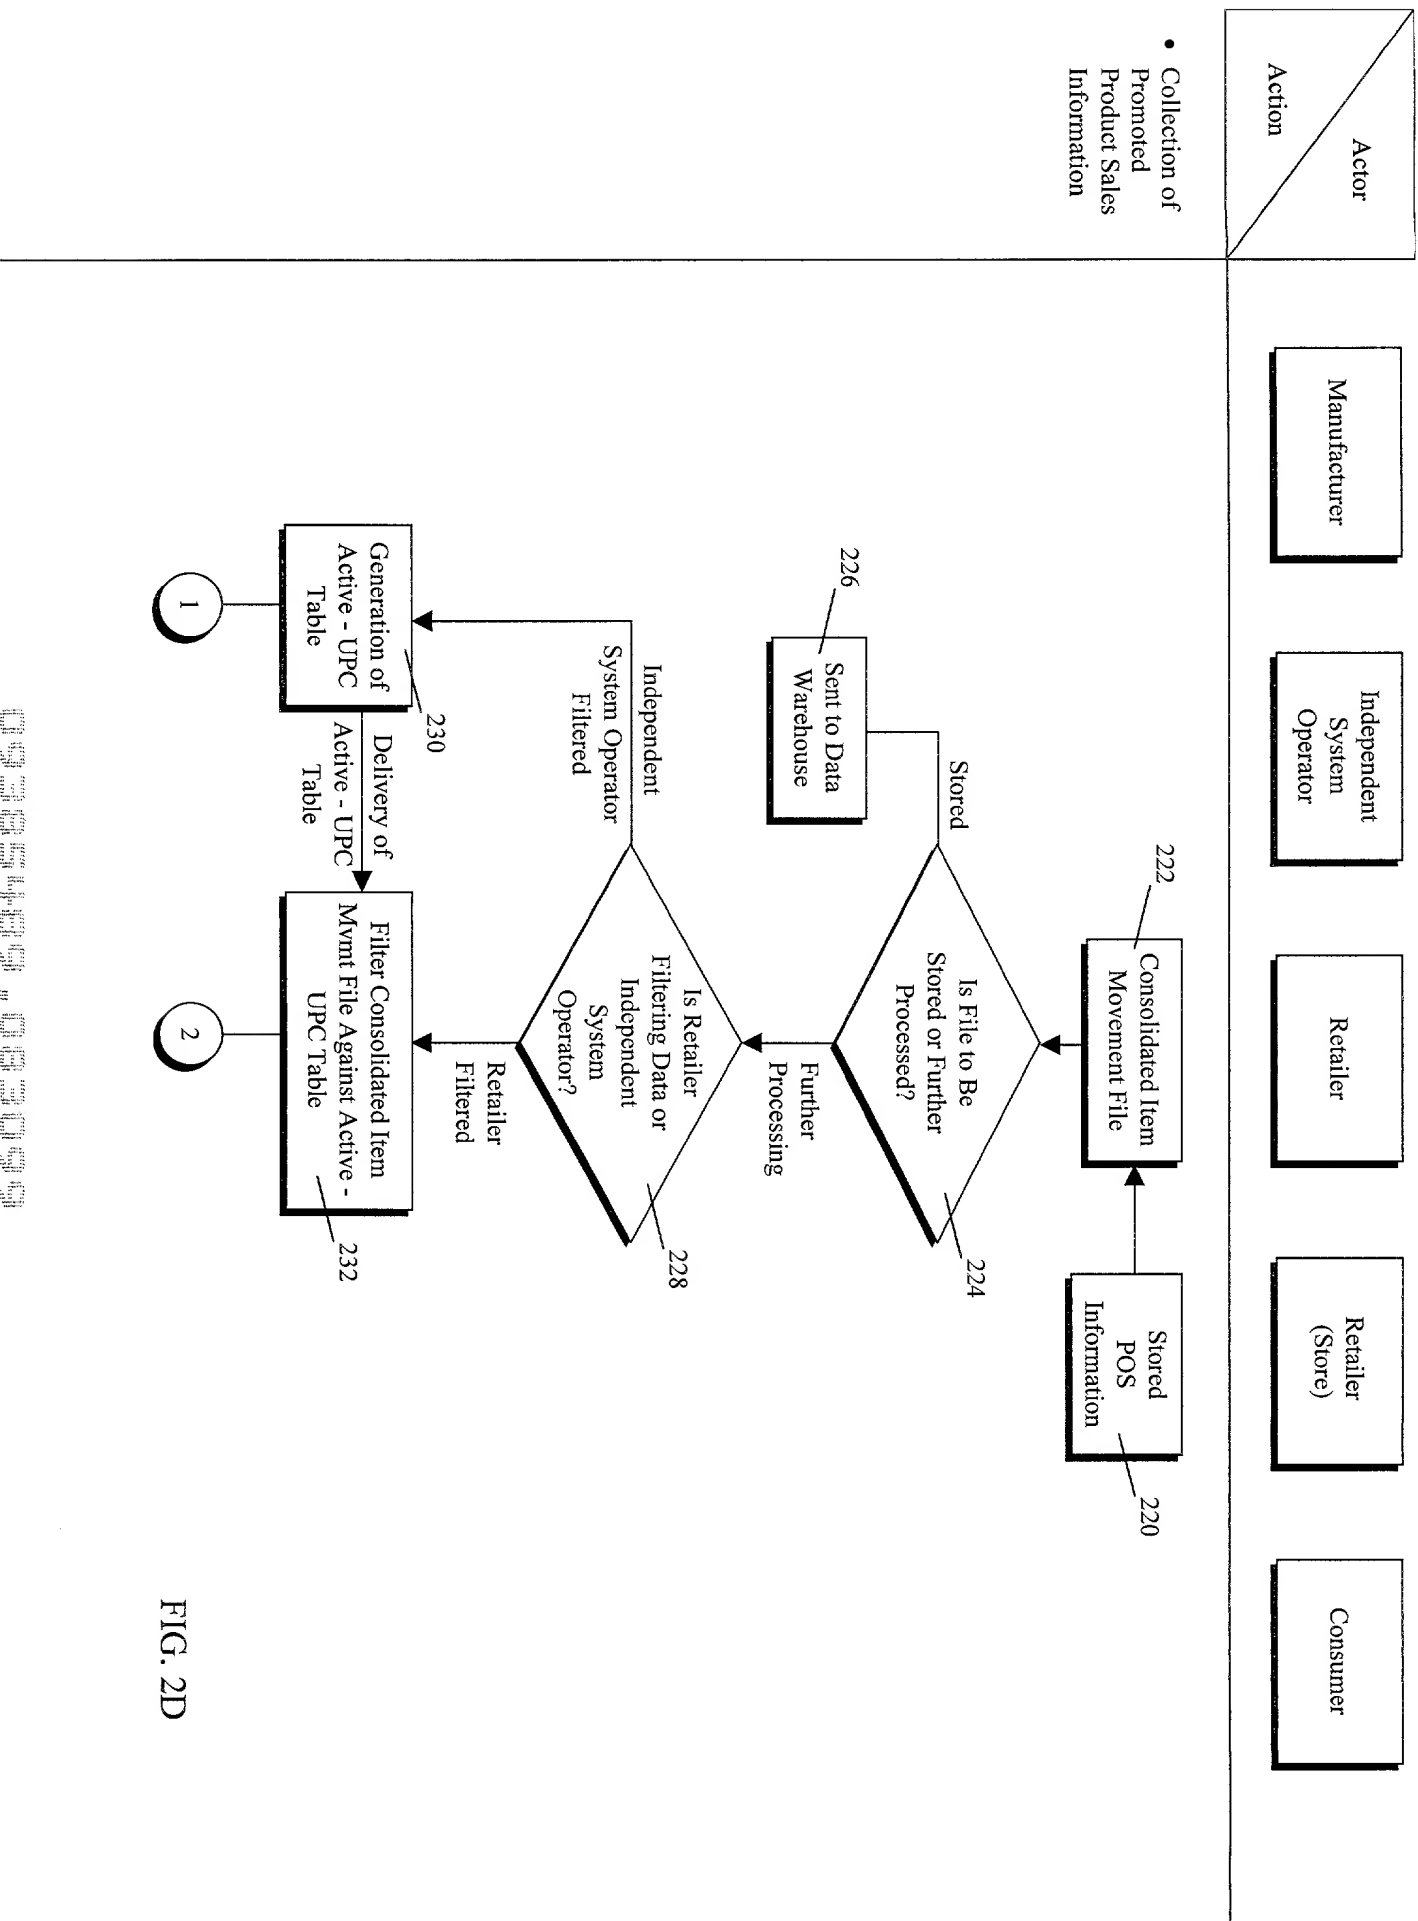 Actor
Action
Manufacturer
Independent
System
Operator
Retailer
Retailer
(Store)
Consumer
• Collection of
Promoted
Product Sales
Information
222
Consolidated Item
Movement File
Stored
POS
Information
220
Is File to Be
Stored or Further
Processed?
224
Stored
226
Sent to Data
Warehouse
Further
Processing
Is Retailer
Filtering Data or
Independent
System
Operator?
228
Independent
System Operator
Filtered
Retailer
Filtered
230
Generation of
Active - UPC
Table
Delivery of
Active - UPC
Table
Filter Consolidated Item
Mvmt File Against Active -
UPC Table
232
1
2
FIG. 2D